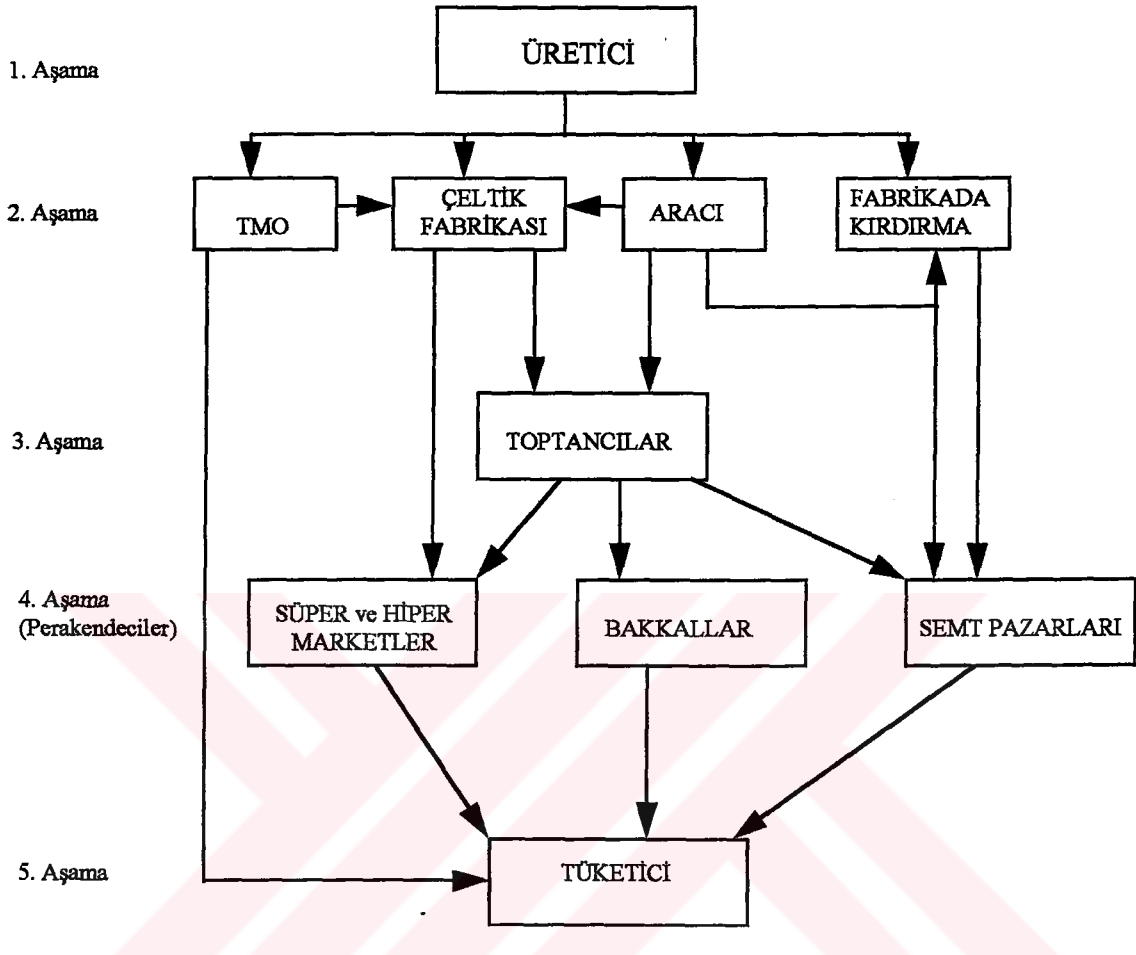 1. Aşama
ÜRETİCİ
2. Aşama
TMO
ÇELTİK
FABRİKASI
ARACI
FABRİKADA
KIRDIRMA
3. Aşama
TOPTANCILAR
4. Aşama
(Perakendeciler)
SÜPER ve HİPER
MARKETLER
BAKKALLAR
SEMT PAZARLARI
5. Aşama
TÜKETİCİ